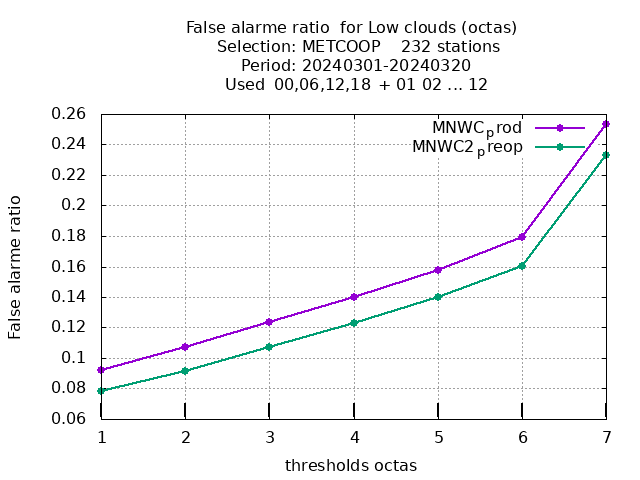 False alarme ratio  for Low clouds (octas)
Selection: METCOOP    232 stations
Period: 20240301-20240320
Used  00,06,12,18 + 01 02 ... 12
0.26
0.24
0.22
0.2
0.18
0.16
0.14
0.12
0.1
0.08
0.06
False alarme ratio
MNWCprod
MNWC2preop
1 2 3 4 5 6 7
thresholds octas